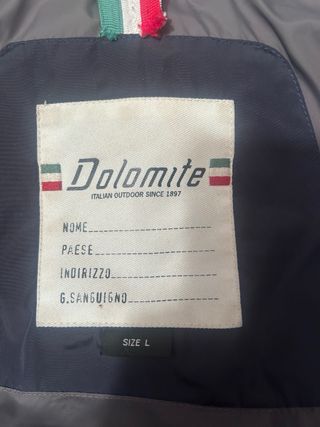 Dolomite
ITALIAN OUTDOOR SINCE 1897
NOME
PAESE
INDIRIZZO
G.SANGUIGNO
SIZE L